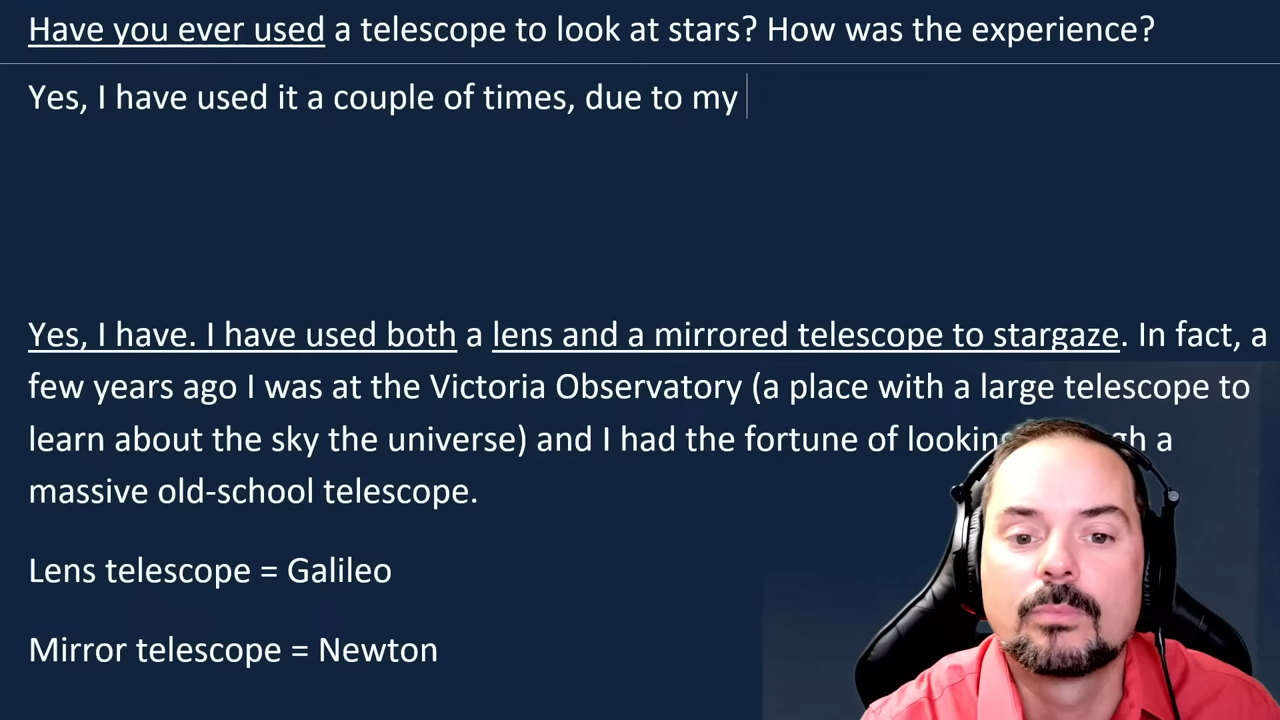 Have you ever used a telescope to look at stars? How was the experience?
Yes, I have used it a couple of times, due to my
Yes, I have. I have used both a lens and a mirrored telescope to stargaze. In fact, a
few years ago I was at the Victoria Observatory (a place with a large telescope to
learn about the sky the universe) and I had the fortune of a
massive old-school telescope.
Lens telescope = Galileo
Mirror telescope = Newton